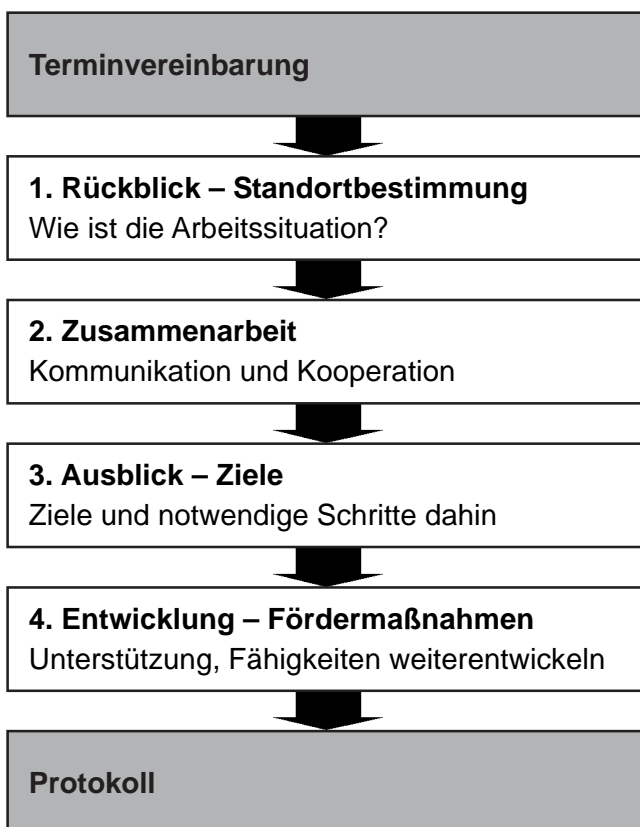 Terminvereinbarung
1. Rückblick – Standortbestimmung
Wie ist die Arbeitssituation?
2. Zusammenarbeit
Kommunikation und Kooperation
3. Ausblick – Ziele
Ziele und notwendige Schritte dahin
4. Entwicklung – Fördermaßnahmen
Unterstützung, Fähigkeiten weiterentwickeln
Protokoll